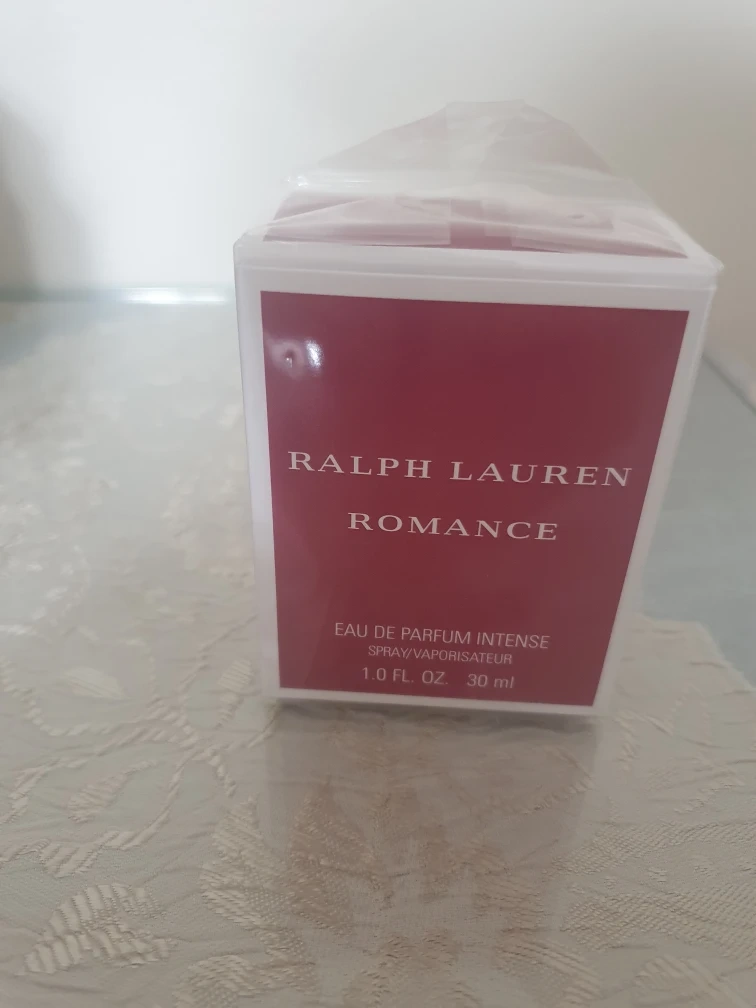 RALPH LAUREN
ROMANCE
EAU DE PARFUM INTENSE
SPRAY/VAPORISATEUR
1.0 FL. OZ. 30 ml